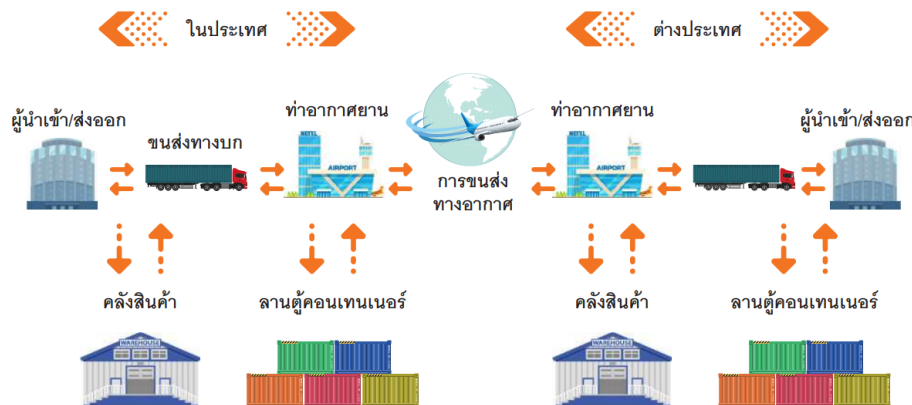 ในประเทศ
ต่างประเทศ
ผู้นำเข้า/ส่งออก
ขนส่งทางบก
ท่าอากาศยาน
HOTEL
AIRPORT
การขนส่ง
ทางอากาศ
ท่าอากาศยาน
HOTEL
AIRPORT
ผู้นำเข้า/ส่งออก
คลังสินค้า
WAREHOUSE
ลานตู้คอนเทนเนอร์
คลังสินค้า
WAREHOUSE
ลานตู้คอนเทนเนอร์